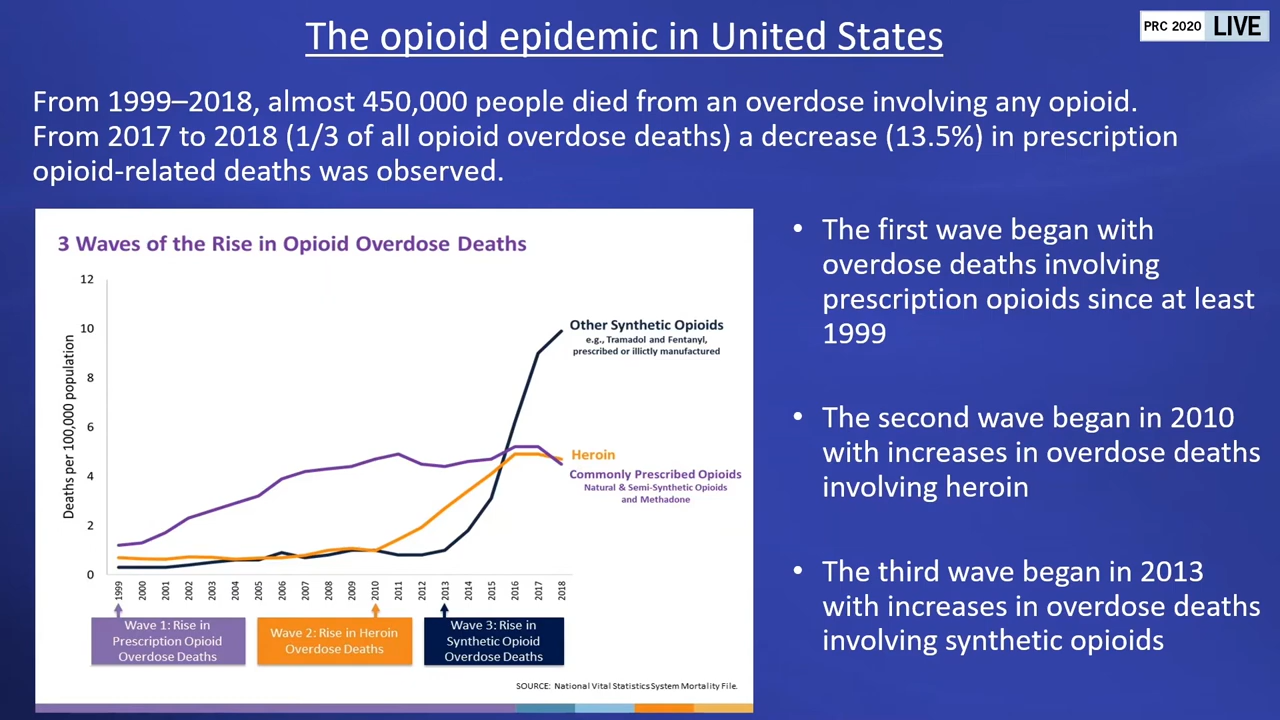 The opioid epidemic in United States
PRC 2020 LIVE
From 1999–2018, almost 450,000 people died from an overdose involving any opioid.
From 2017 to 2018 (1/3 of all opioid overdose deaths) a decrease (13.5%) in prescription
opioid-related deaths was observed.
3 Waves of the Rise in Opioid Overdose Deaths
Deaths per 100,000 population
12
10
8
6
4
2
0
Other Synthetic Opioids
e.g., Tramadol and Fentanyl,
prescribed or illictly manufactured
Heroin
Commonly Prescribed Opioids
Natural & Semi-Synthetic Opioids
and Methadone
1999 2000 2001 2002 2003 2004 2005 2006 2007 2008 2009 2010 2011 2012 2013 2014 2015 2016 2017 2018
Wave 1: Rise in
Prescription Opioid
Overdose Deaths
Wave 2: Rise in Heroin
Overdose Deaths
Wave 3: Rise in
Synthetic Opioid
Overdose Deaths
SOURCE: National Vital Statistics System Mortality File.
• The first wave began with
overdose deaths involving
prescription opioids since at least
1999
• The second wave began in 2010
with increases in overdose deaths
involving heroin
• The third wave began in 2013
with increases in overdose deaths
involving synthetic opioids